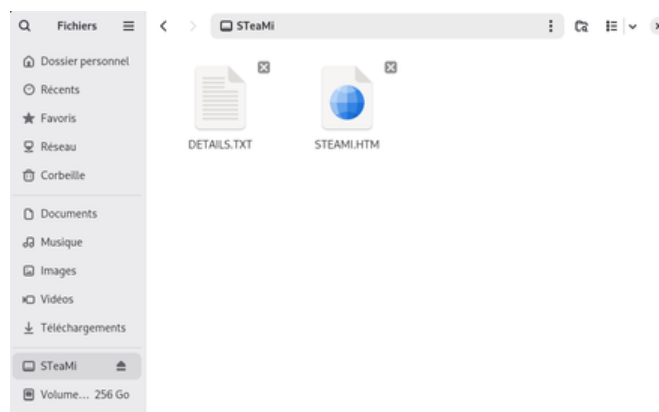 Fichiers
STeaMi
Dossier personnel
Récents
Favoris
Réseau
Corbeille
Documents
Musique
Images
Vidéos
Téléchargements
STeaMi
Volume... 256 Go
DETAILS.TXT
STEAMI.HTM